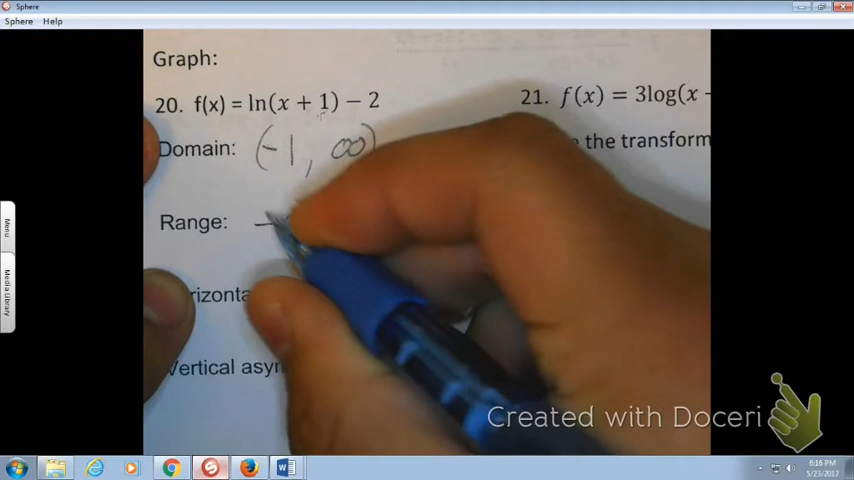 Sphere
Sphere Help
Graph:
20. f(x) = ln(x + 1) − 2
21. f(x) = 3log(x −
Domain: (-1, ∞)
e the transform
Range: —
rizonta
Vertical asym
Menu
Media Library
Created with Doceri
6:16 PM
5/23/2017